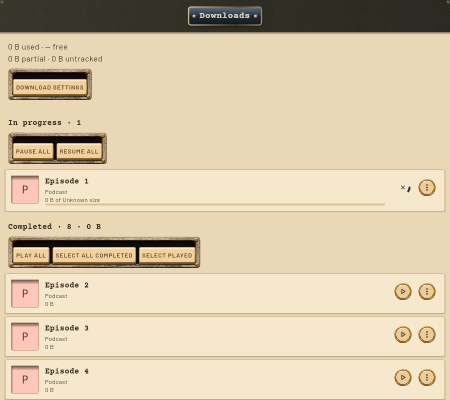 Downloads
0 B used · — free
0 B partial · 0 B untracked
DOWNLOAD SETTINGS
In progress · 1
PAUSE ALL RESUME ALL
P
Episode 1
Podcast
0 B of Unknown size
Completed · 8 · 0 B
PLAY ALL SELECT ALL COMPLETED SELECT PLAYED
P
Episode 2
Podcast
0 B
P
Episode 3
Podcast
0 B
P
Episode 4
Podcast
0 B